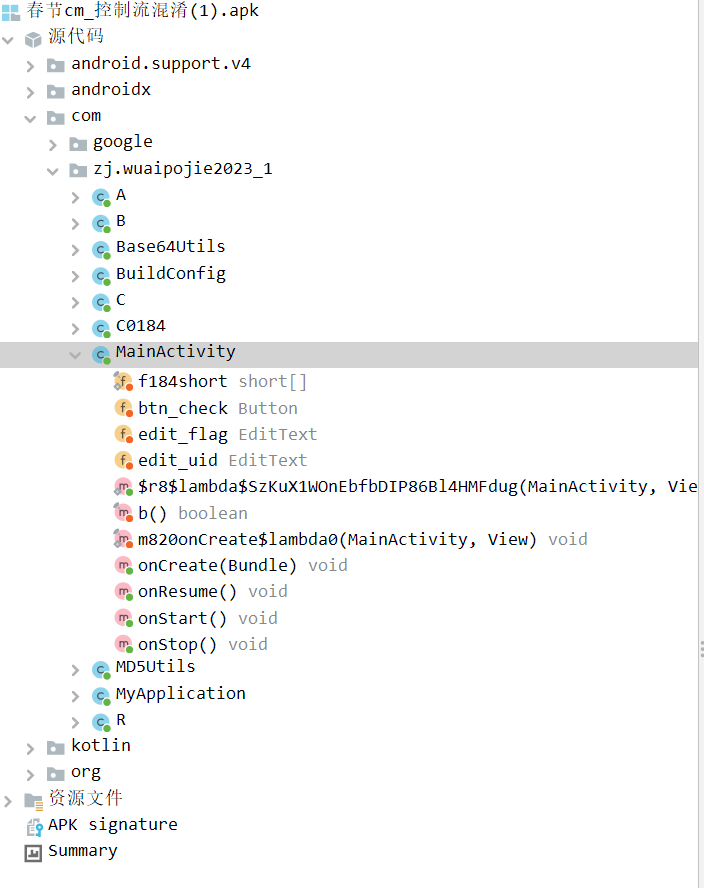 春节cm_控制流混淆(1).apk
源代码
android.support.v4
androidx
com
google
zj.wuaipojie2023_1
A
B
Base64Utils
BuildConfig
C
C0184
MainActivity
f184short short[]
btn_check Button
edit_flag EditText
edit_uid EditText
$r8$lambda$SzKuX1WOnEbfbDIP86Bl4HMFdug(MainActivity, Vie
b() boolean
m820onCreate$lambda0(MainActivity, View) void
onCreate(Bundle) void
onResume() void
onStart() void
onStop() void
MD5Utils
MyApplication
R
kotlin
org
资源文件
APK signature
Summary